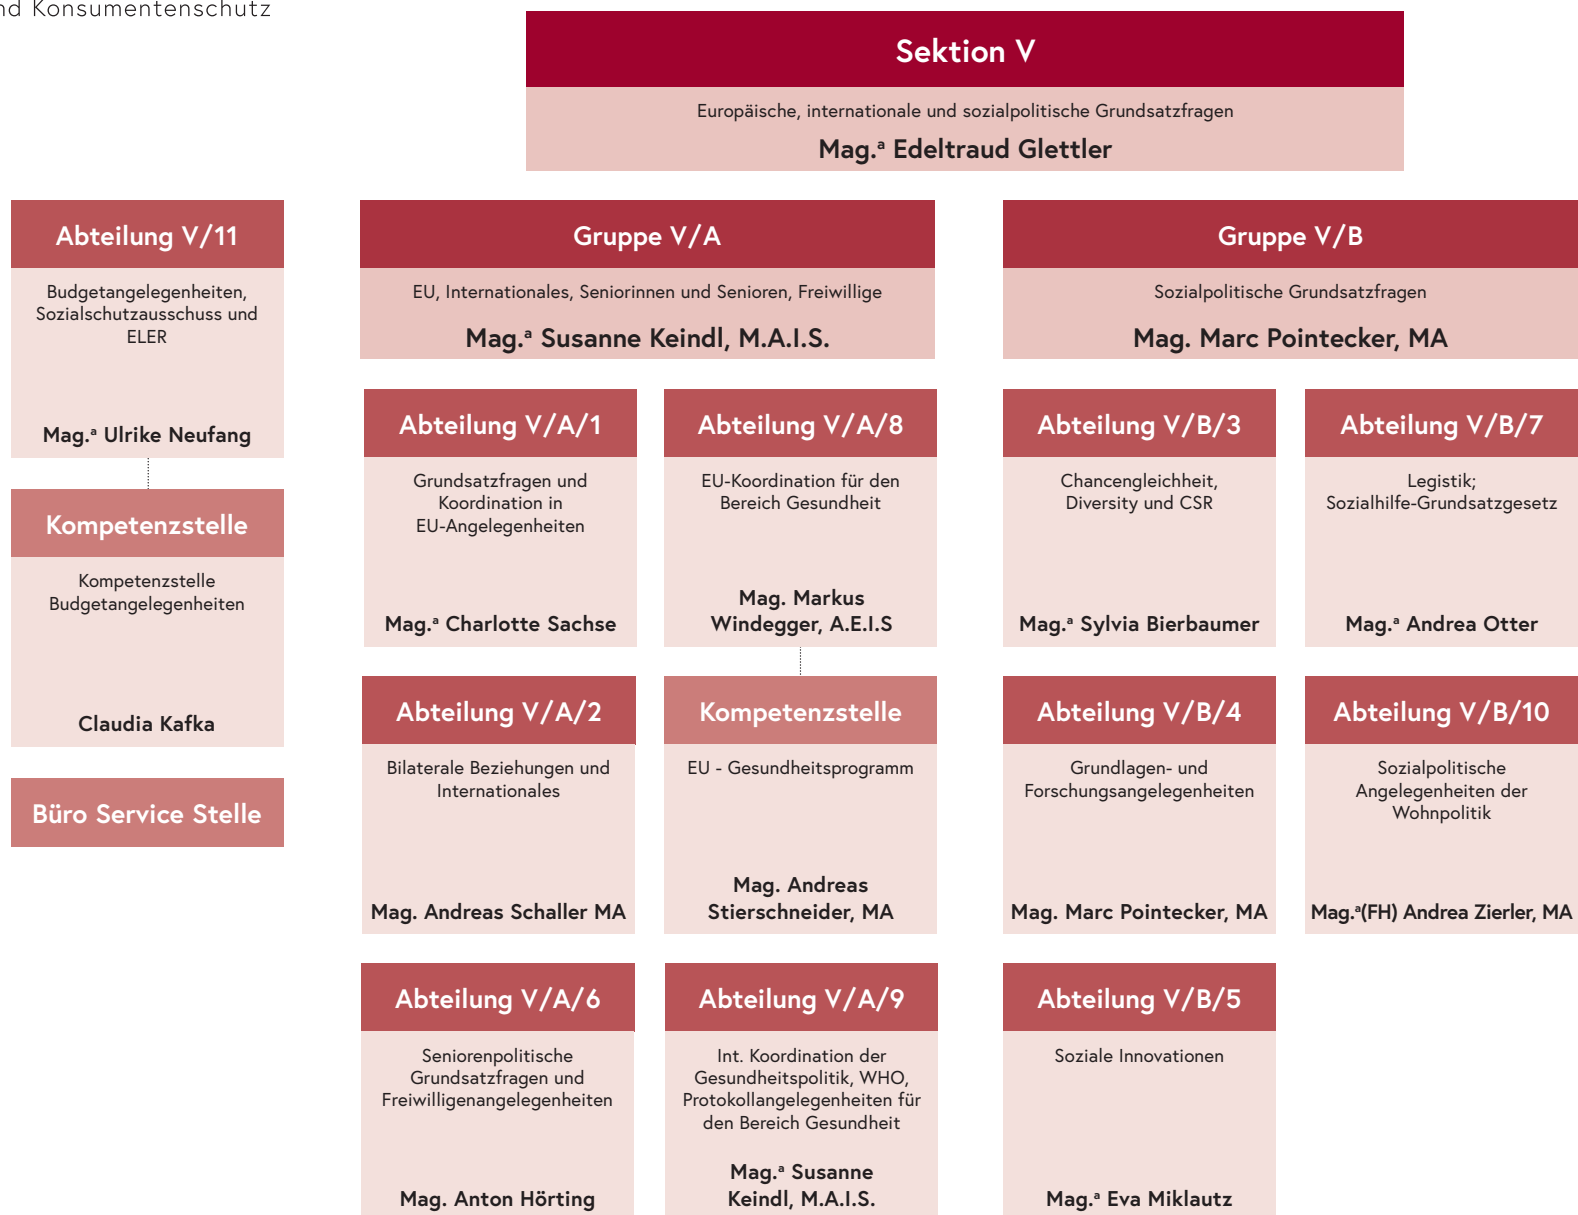 nd Konsumentenschutz
Sektion V
Europäische, internationale und sozialpolitische Grundsatzfragen
Mag.ª Edeltraud Glettler
Abteilung V/11
Budgetangelegenheiten,
Sozialschutzausschuss und
ELER
Mag.ª Ulrike Neufang
Kompetenzstelle
Kompetenzstelle
Budgetangelegenheiten
Claudia Kafka
Büro Service Stelle
Gruppe V/A
EU, Internationales, Seniorinnen und Senioren, Freiwillige
Mag.ª Susanne Keindl, M.A.I.S.
Abteilung V/A/1
Grundsatzfragen und
Koordination in
EU-Angelegenheiten
Mag.ª Charlotte Sachse
Abteilung V/A/8
EU-Koordination für den
Bereich Gesundheit
Mag. Markus
Windegger, A.E.I.S
Abteilung V/A/2
Bilaterale Beziehungen und
Internationales
Mag. Andreas Schaller MA
Kompetenzstelle
EU - Gesundheitsprogramm
Mag. Andreas
Stierschneider, MA
Abteilung V/A/6
Seniorenpolitische
Grundsatzfragen und
Freiwilligenangelegenheiten
Mag. Anton Hörting
Abteilung V/A/9
Int. Koordination der
Gesundheitspolitik, WHO,
Protokollangelegenheiten für
den Bereich Gesundheit
Mag.ª Susanne
Keindl, M.A.I.S.
Gruppe V/B
Sozialpolitische Grundsatzfragen
Mag. Marc Pointecker, MA
Abteilung V/B/3
Chancengleichheit,
Diversity und CSR
Mag.ª Sylvia Bierbaumer
Abteilung V/B/7
Legistik;
Sozialhilfe-Grundsatzgesetz
Mag.ª Andrea Otter
Abteilung V/B/4
Grundlagen- und
Forschungsangelegenheiten
Mag. Marc Pointecker, MA
Abteilung V/B/10
Sozialpolitische
Angelegenheiten der
Wohnpolitik
Mag.ª(FH) Andrea Zierler, MA
Abteilung V/B/5
Soziale Innovationen
Mag.ª Eva Miklautz